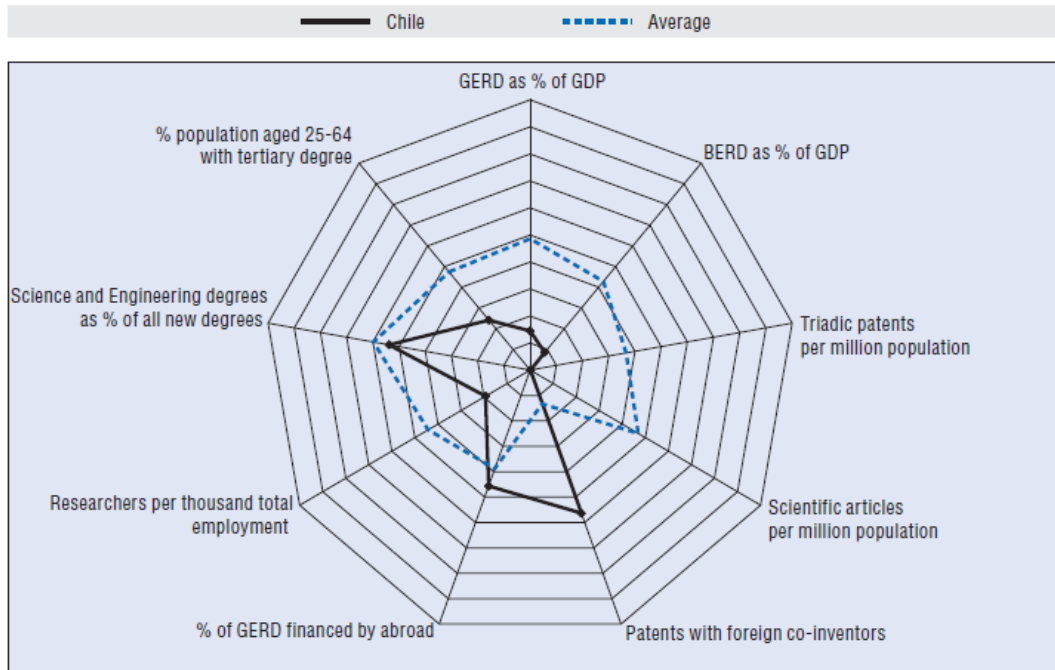 Chile
Average
GERD as % of GDP
BERD as % of GDP
Triadic patents
per million population
Scientific articles
per million population
Patents with foreign co-inventors
% of GERD financed by abroad
Researchers per thousand total
employment
Science and Engineering degrees
as % of all new degrees
% population aged 25-64
with tertiary degree